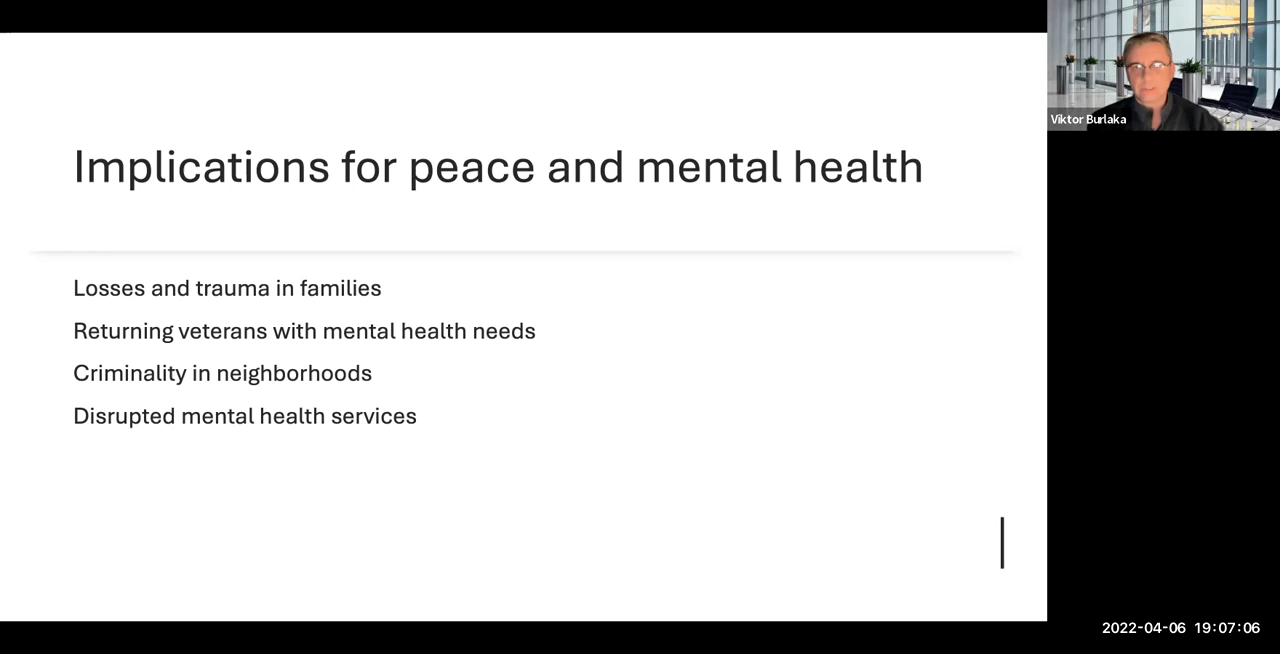 Implications for peace and mental health
Losses and trauma in families
Returning veterans with mental health needs
Criminality in neighborhoods
Disrupted mental health services
Viktor Burlaka
2022-04-06 19:07:06